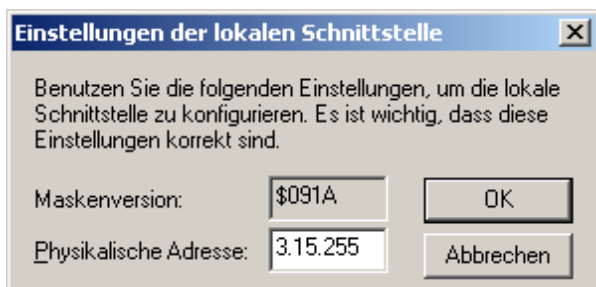 Einstellungen der lokalen Schnittstelle
Benutzen Sie die folgenden Einstellungen, um die lokale
Schnittstelle zu konfigurieren. Es ist wichtig, dass diese
Einstellungen korrekt sind.
Maskenversion: $091A OK
Physikalische Adresse: 3.15.255 Abbrechen